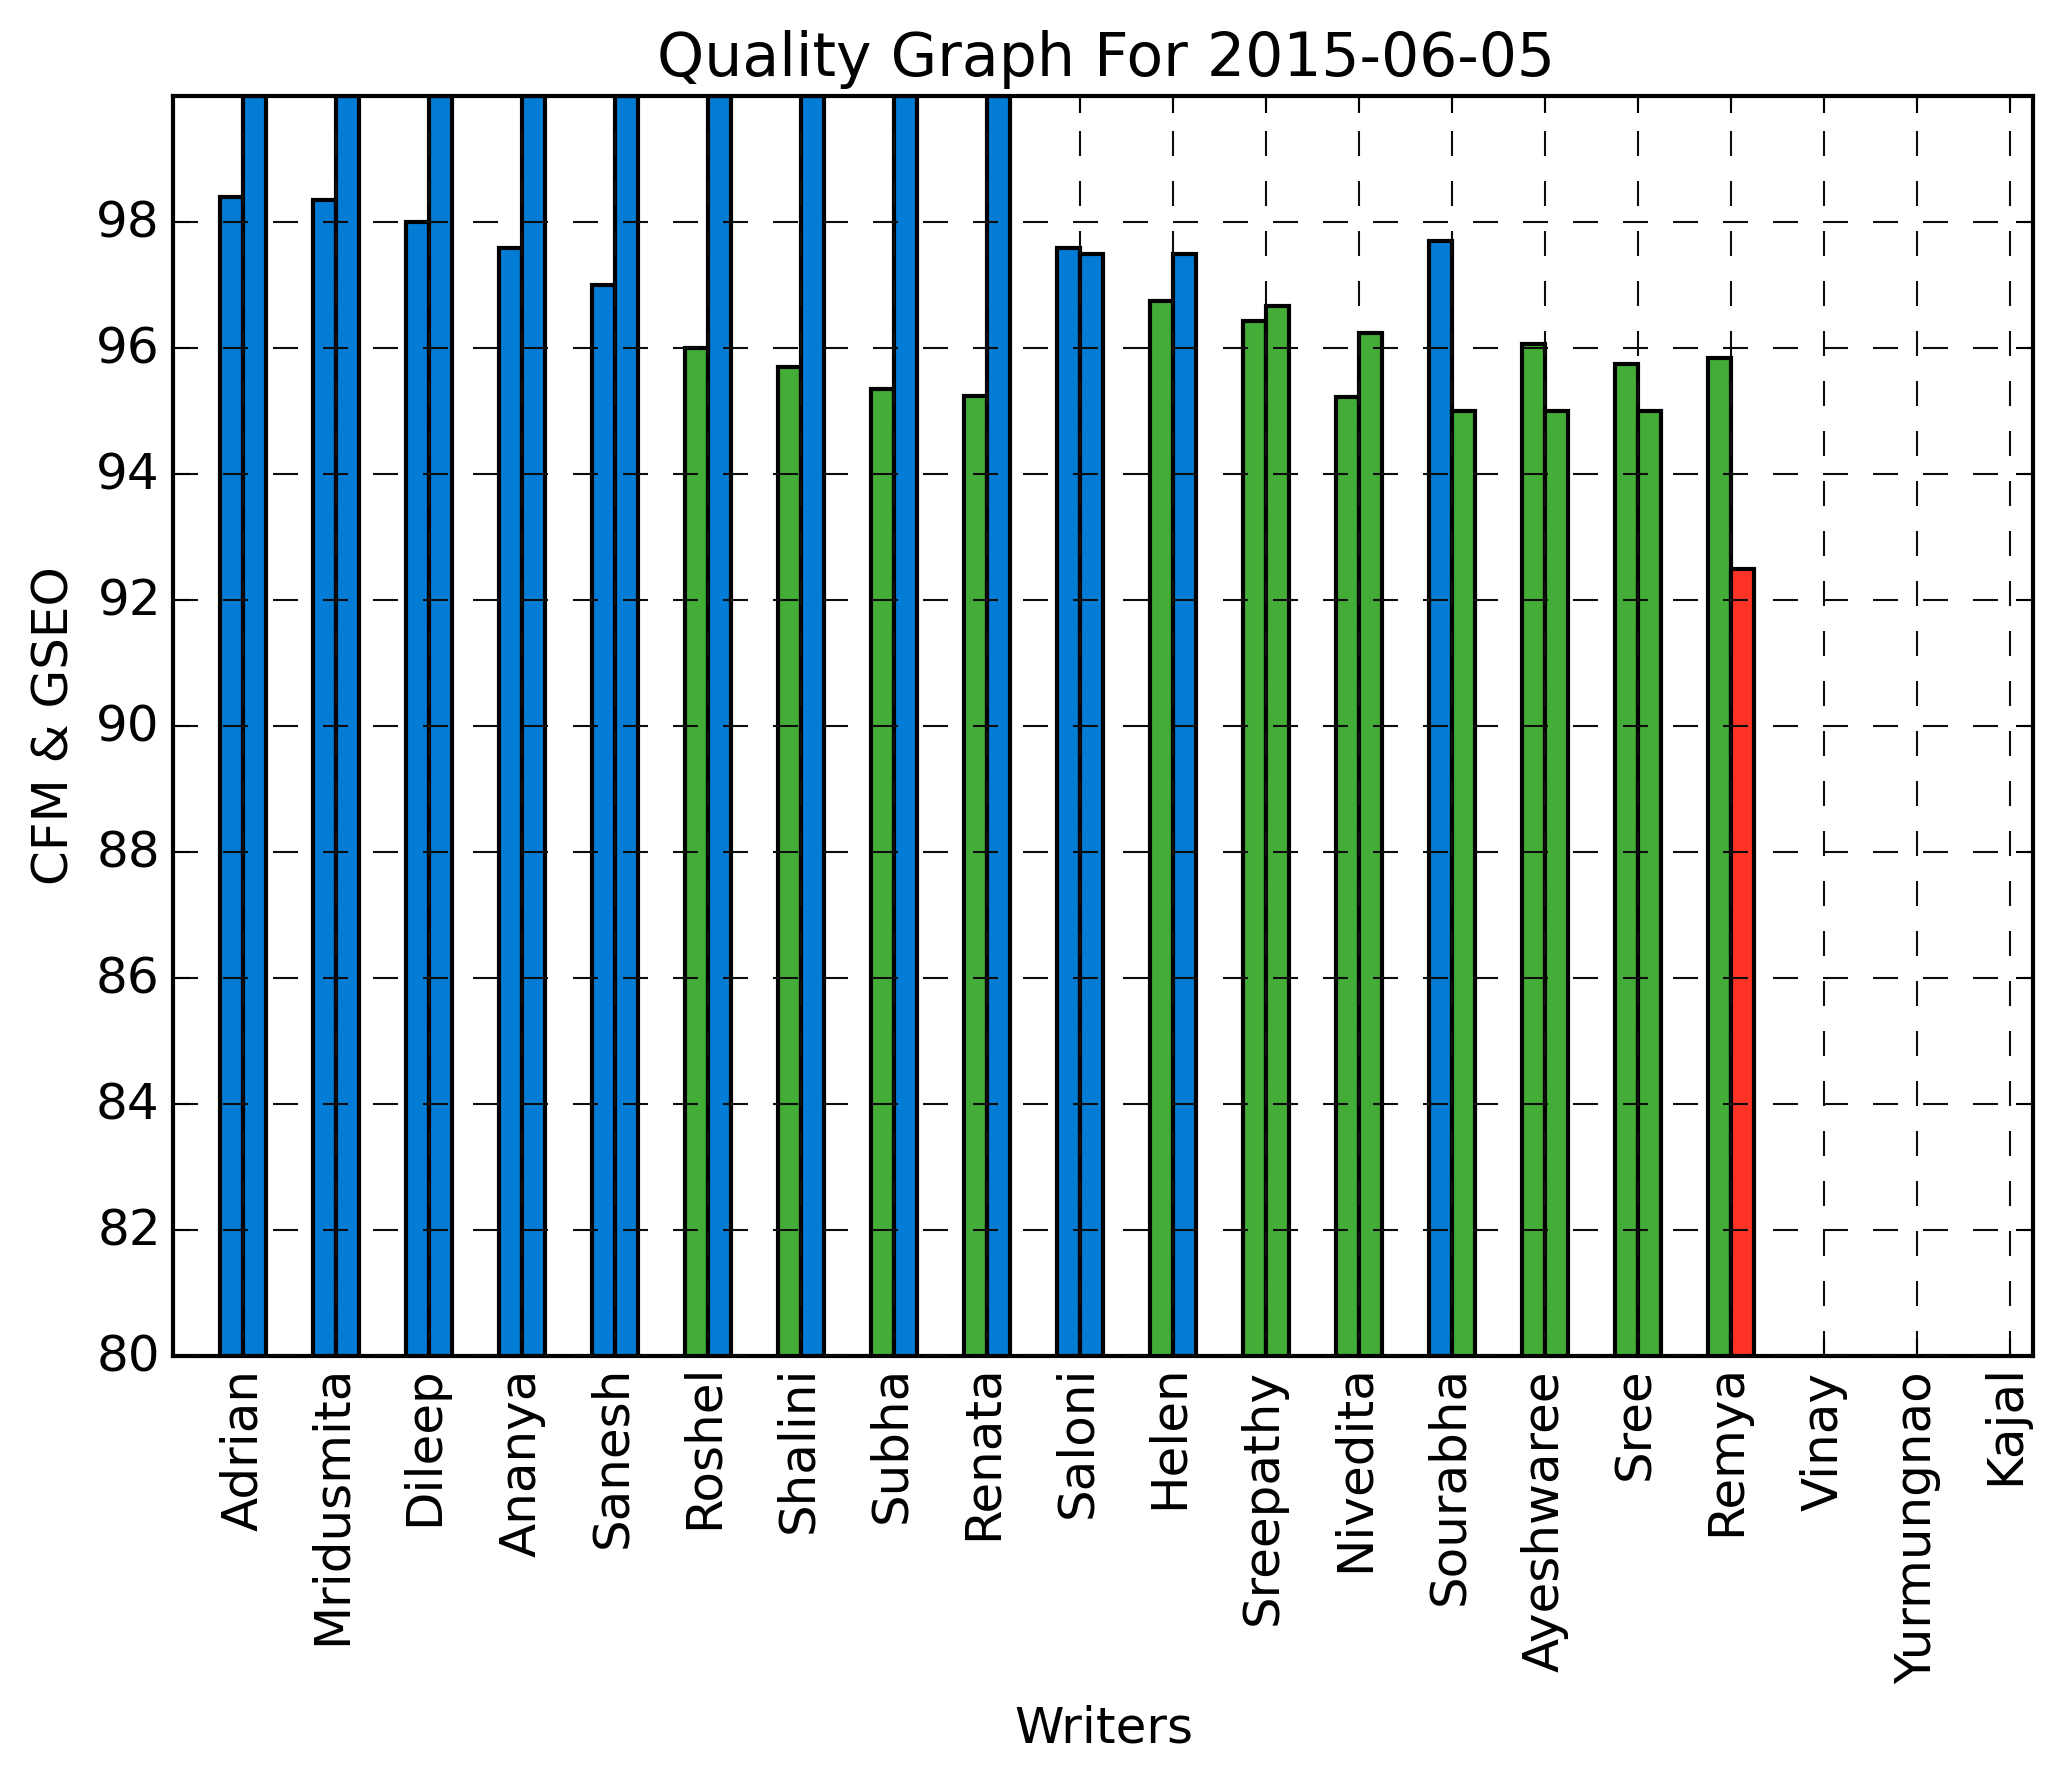 Quality Graph For 2015-06-05
CFM & GSEO
98
96
94
92
90
88
86
84
82
80
Adrian
Mridusmita
Dileep
Ananya
Sanesh
Roshel
Shalini
Subha
Renata
Saloni
Helen
Sreepathy
Nivedita
Sourabha
Ayeshwaree
Sree
Remya
Vinay
Yurmungnao
Kajal
Writers